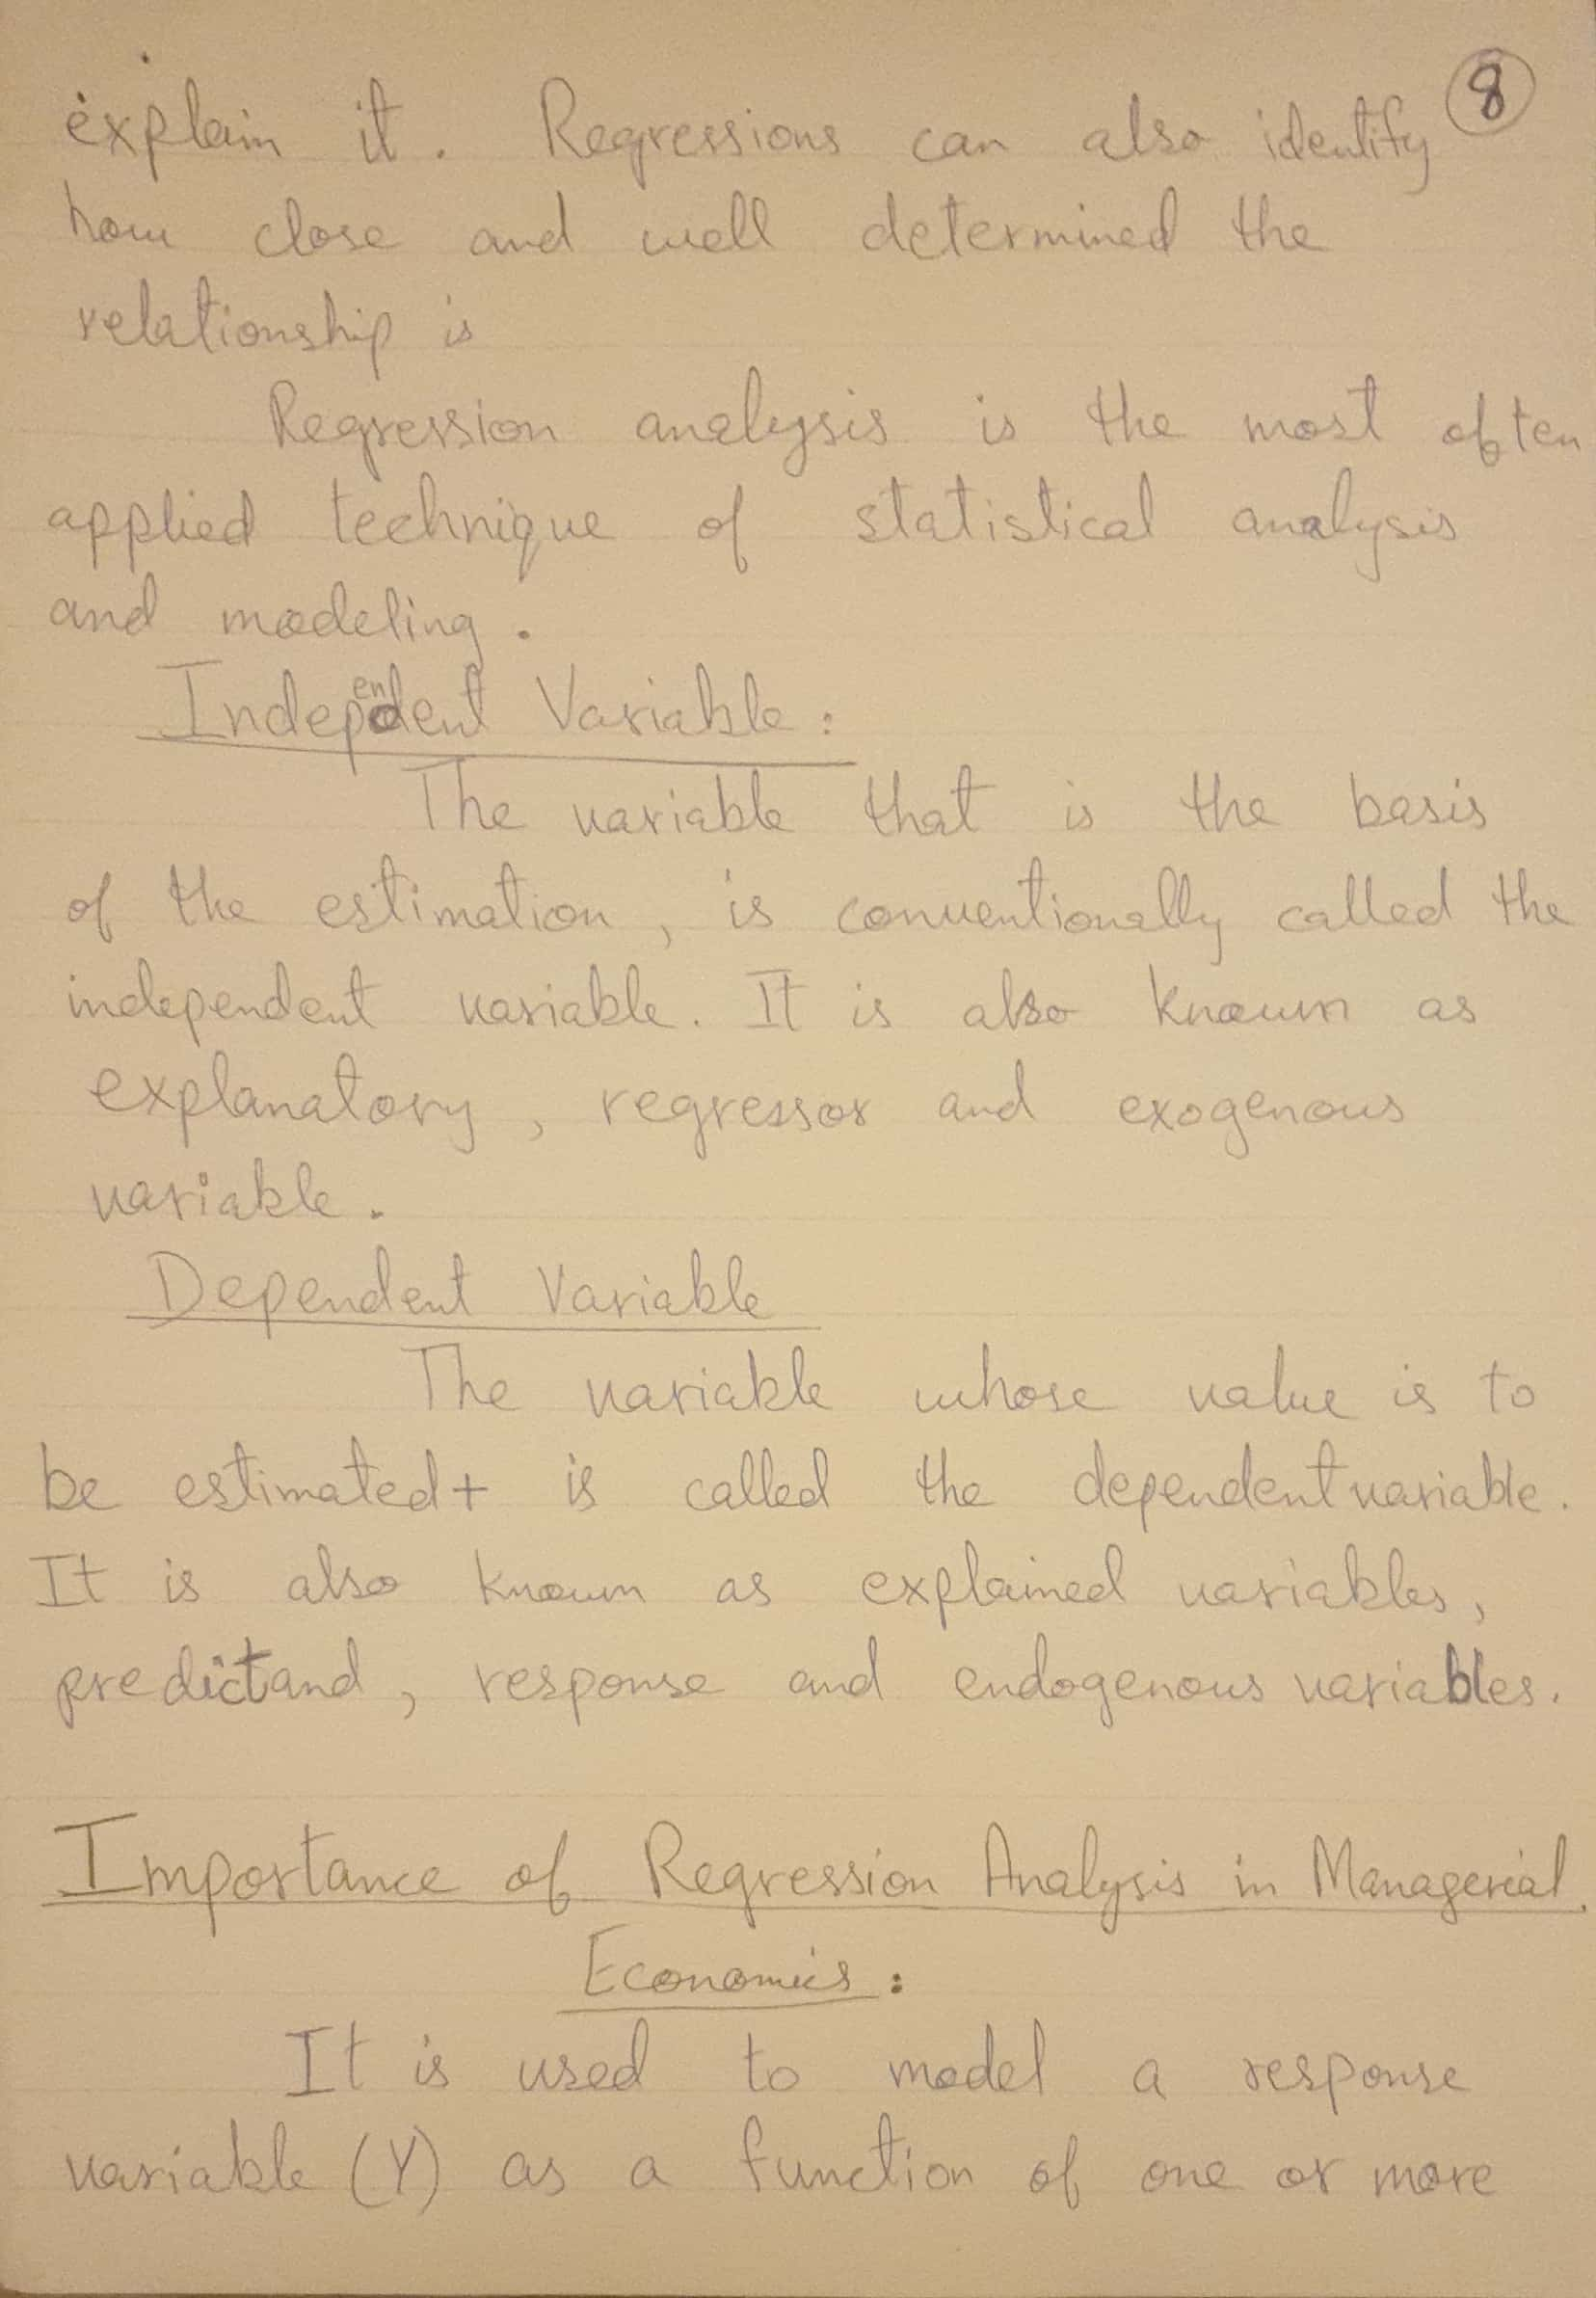 8
explain it. Regressions can also identify
how close and well determined the
relationship is
Regression analysis is the most often
applied technique of statistical analysis
and modeling.
Independent Variable:
The variable that is the basis
of the estimation, is conventionally called the
independent variable. It is also known as
explanatory, regressor and exogenous
variable.
Dependent Variable
The variable whose value is to
be estimated+ is called the dependent variable.
It is also known as explained variables,
predictand, response and endogenous variables.
Importance of Regression Analysis in Managerial
Economics:
It is used to model a response
variable (Y) as a function of one or more